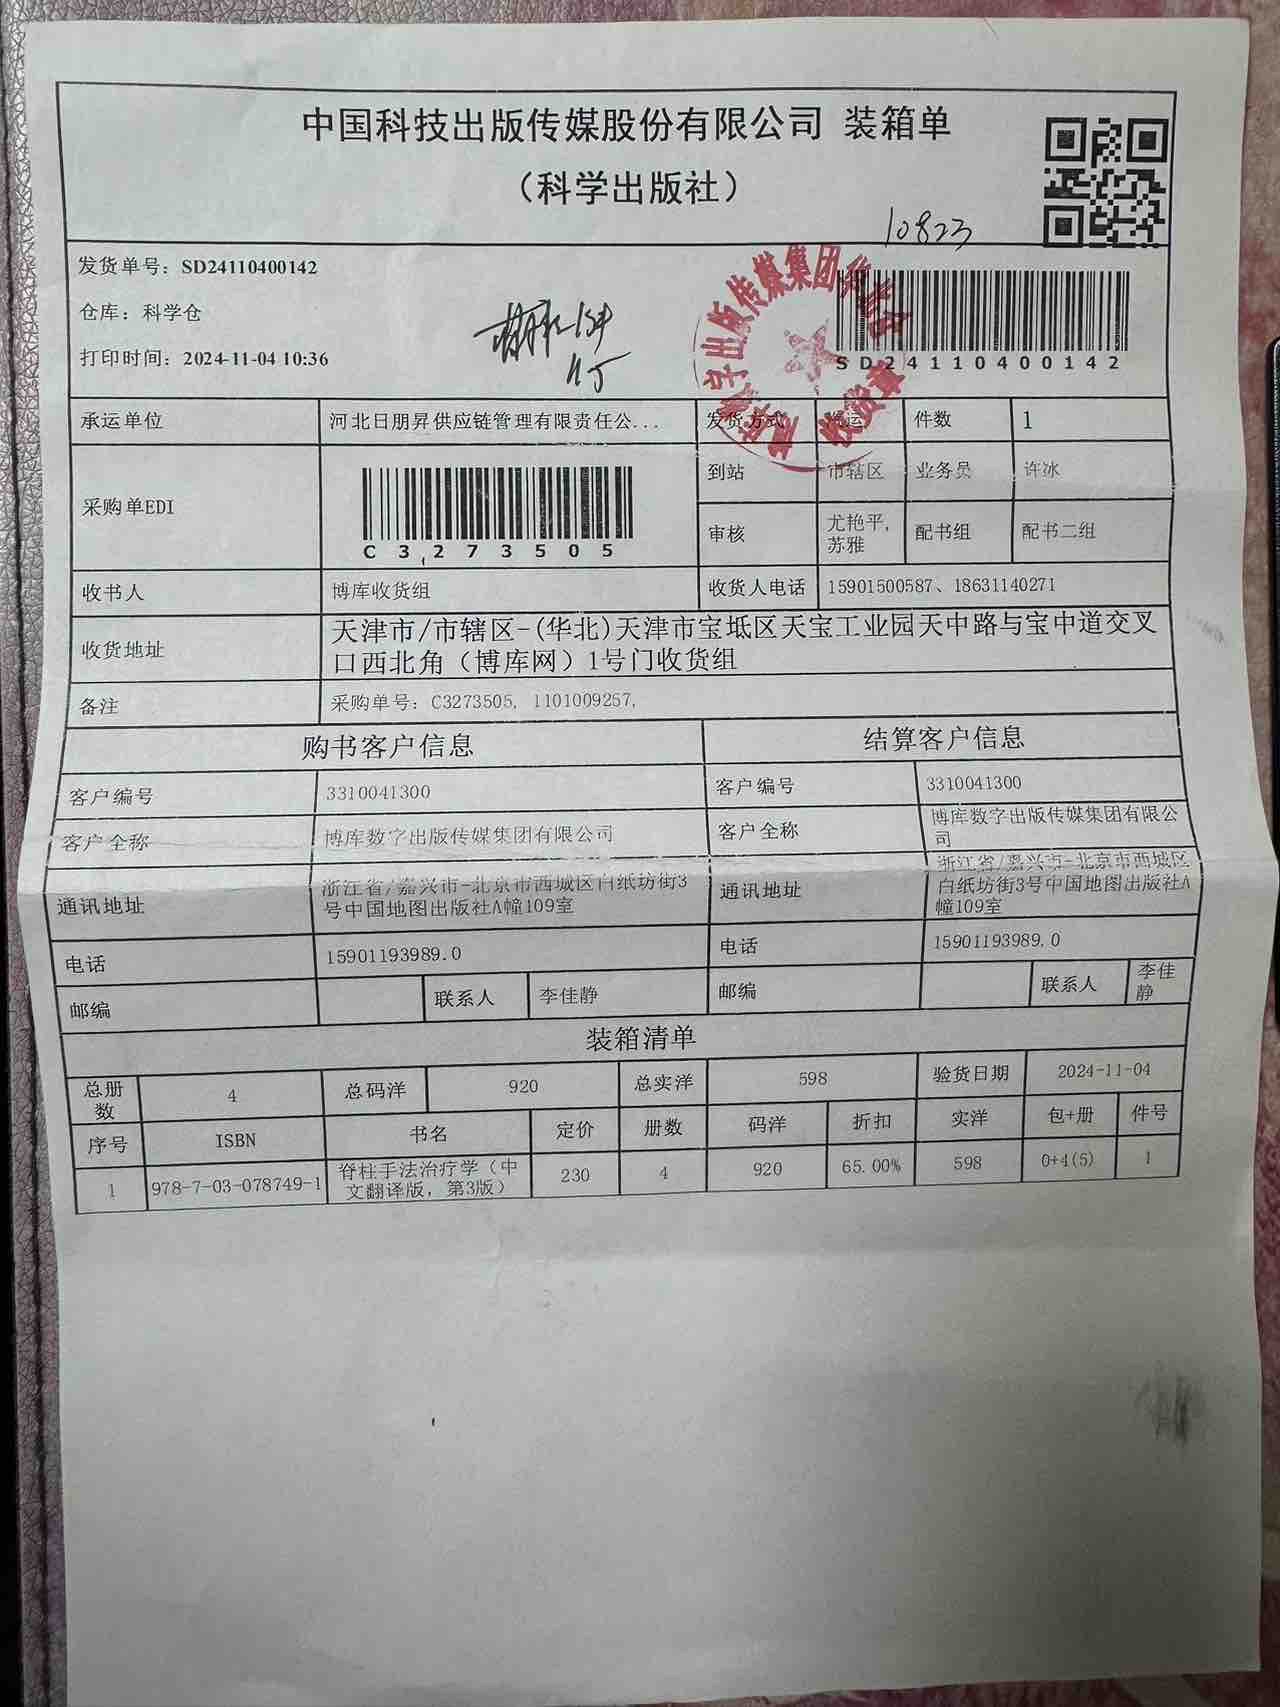 中国科技出版传媒股份有限公司 装箱单
（科学出版社）
10823
发货单号：SD24110400142
仓库：科学仓
打印时间：2024-11-04 10:36
SD24110400142
收货章
承运单位 河北日朋昇供应链管理有限责任公... 发货方式 件数 1
采购单EDI C3273505
到站 市辖区 业务员 许冰
审核 尤艳平,苏雅 配书组 配书二组
收书人 博库收货组 收货人电话 15901500587、18631140271
收货地址 天津市/市辖区-(华北)天津市宝坻区天宝工业园天中路与宝中道交叉
口西北角（博库网）1号门收货组
备注 采购单号：C3273505, 1101009257,
购书客户信息 结算客户信息
客户编号 3310041300 客户编号 3310041300
客户全称 博库数字出版传媒集团有限公司 客户全称 博库数字出版传媒集团有限公司
通讯地址 浙江省/嘉兴市-北京市西城区白纸坊街3号中国地图出版社A幢109室 通讯地址 浙江省/嘉兴市-北京市西城区白纸坊街3号中国地图出版社A幢109室
电话 15901193989.0 电话 15901193989.0
邮编 联系人 李佳静 邮编 联系人 李佳静
装箱清单
总册数 4 总码洋 920 总实洋 598 验货日期 2024-11-04
序号 ISBN 书名 定价 册数 码洋 折扣 实洋 包+册 件号
1 978-7-03-078749-1 脊柱手法治疗学（中文翻译版，第3版） 230 4 920 65.00% 598 0+4(5) 1